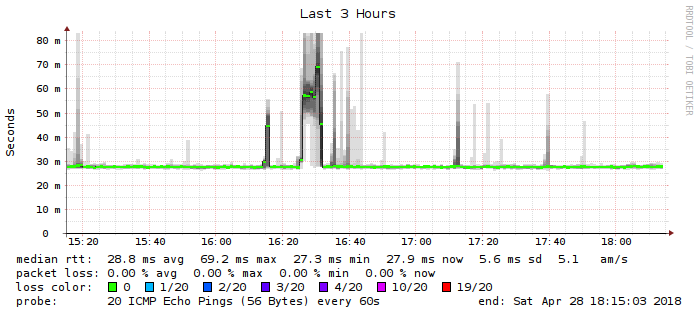 Last 3 Hours
RRDTOOL / TOBI OETIKER
Seconds
80 m
70 m
60 m
50 m
40 m
30 m
20 m
10 m
0
15:20 15:40 16:00 16:20 16:40 17:00 17:20 17:40 18:00
median rtt: 28.8 ms avg 69.2 ms max 27.3 ms min 27.9 ms now 5.6 ms sd 5.1 am/s
packet loss: 0.00 % avg 0.00 % max 0.00 % min 0.00 % now
loss color: 0 1/20 2/20 3/20 4/20 10/20 19/20
probe: 20 ICMP Echo Pings (56 Bytes) every 60s end: Sat Apr 28 18:15:03 2018